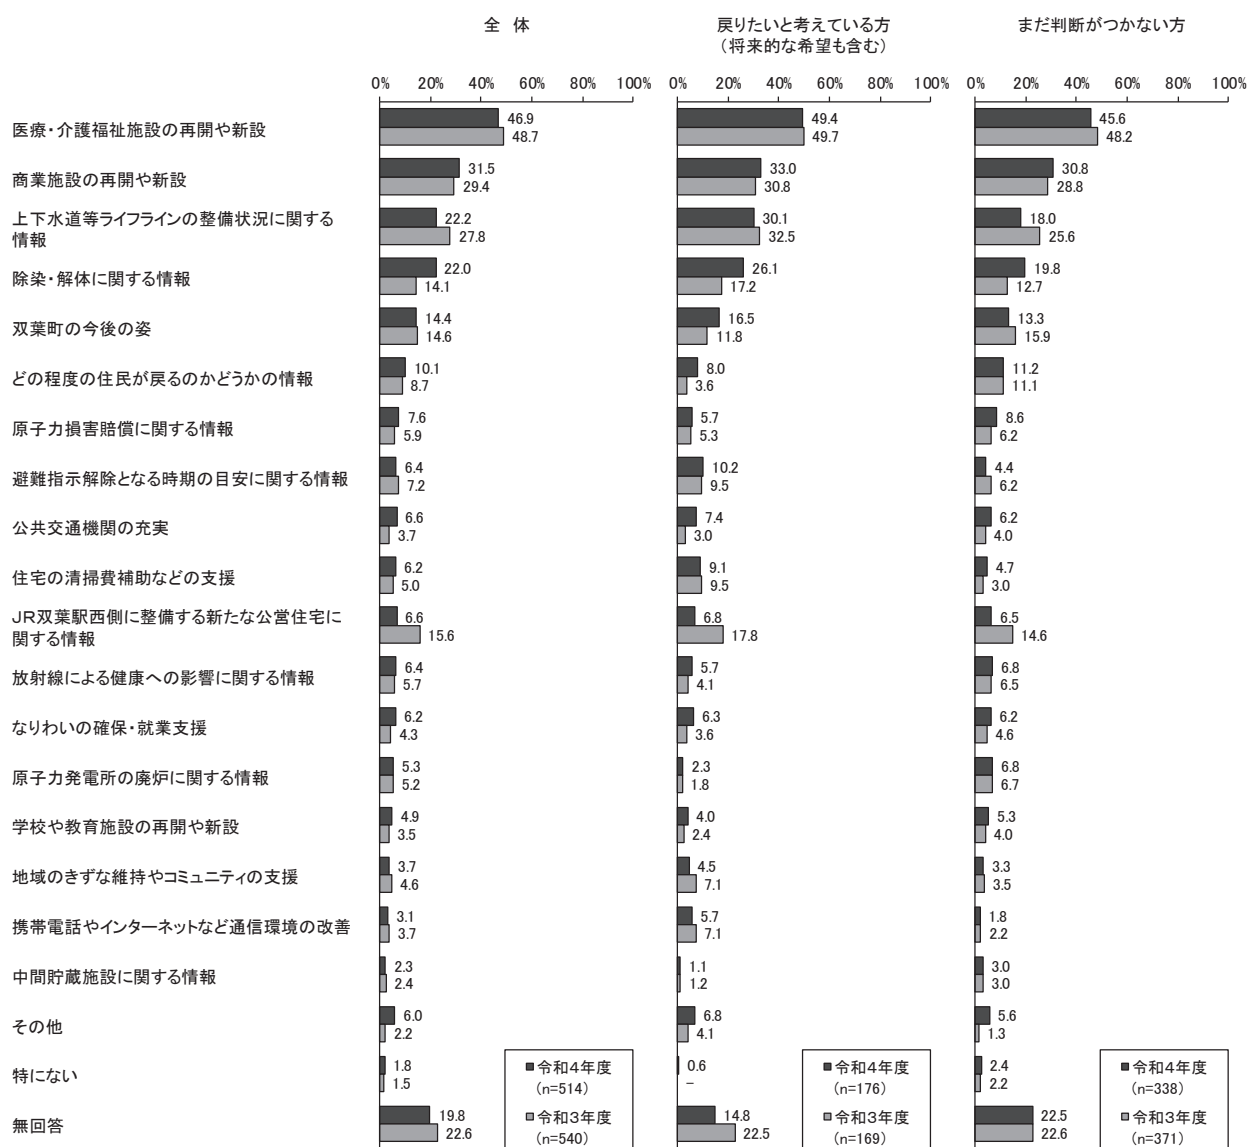 全 体
戻りたいと考えている方
（将来的な希望も含む）
まだ判断がつかない方
0% 20% 40% 60% 80% 100%
0% 20% 40% 60% 80% 100%
0% 20% 40% 60% 80% 100%
医療・介護福祉施設の再開や新設
46.9 49.4 45.6
48.7 49.7 48.2
商業施設の再開や新設
31.5 33.0 30.8
29.4 30.8 28.8
上下水道等ライフラインの整備状況に関する
情報
22.2 30.1 18.0
27.8 32.5 25.6
除染・解体に関する情報
22.0 26.1 19.8
14.1 17.2 12.7
双葉町の今後の姿
14.4 16.5 13.3
14.6 11.8 15.9
どの程度の住民が戻るのかどうかの情報
10.1 8.0 11.2
8.7 3.6 11.1
原子力損害賠償に関する情報
7.6 5.7 8.6
5.9 5.3 6.2
避難指示解除となる時期の目安に関する情報
6.4 10.2 4.4
7.2 9.5 6.2
公共交通機関の充実
6.6 7.4 6.2
3.7 3.0 4.0
住宅の清掃費補助などの支援
6.2 9.1 4.7
5.0 9.5 3.0
ＪＲ双葉駅西側に整備する新たな公営住宅に
関する情報
6.6 6.8 6.5
15.6 17.8 14.6
放射線による健康への影響に関する情報
6.4 5.7 6.8
5.7 4.1 6.5
なりわいの確保・就業支援
6.2 6.3 6.2
4.3 3.6 4.6
原子力発電所の廃炉に関する情報
5.3 2.3 6.8
5.2 1.8 6.7
学校や教育施設の再開や新設
4.9 4.0 5.3
3.5 2.4 4.0
地域のきずな維持やコミュニティの支援
3.7 4.5 3.3
4.6 7.1 3.5
携帯電話やインターネットなど通信環境の改善
3.1 5.7 1.8
3.7 7.1 2.2
中間貯蔵施設に関する情報
2.3 1.1 3.0
2.4 1.2 3.0
その他
6.0 6.8 5.6
2.2 4.1 1.3
特にない
1.8 0.6 2.4
1.5 － 2.2
無回答
19.8 14.8 22.5
22.6 22.5 22.6
令和４年度
(n=514)
令和３年度
(n=540)
令和４年度
(n=176)
令和３年度
(n=169)
令和４年度
(n=338)
令和３年度
(n=371)